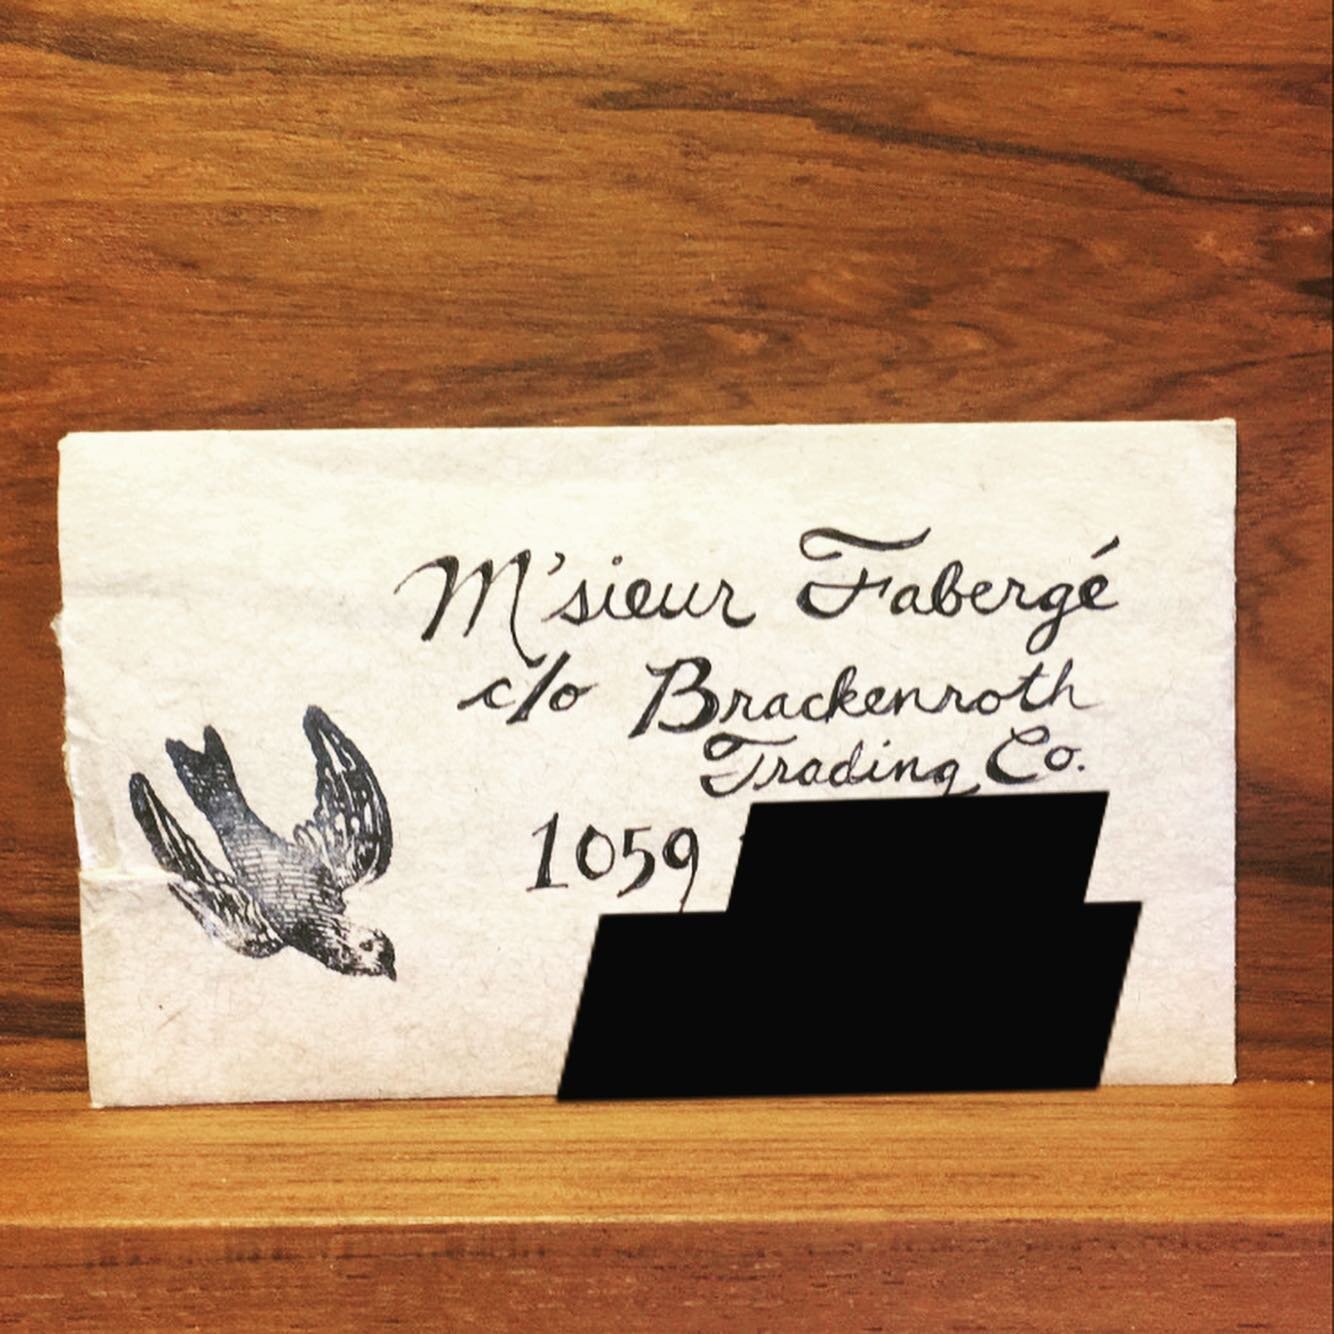 M'sieur Fabergé
c/o Brackenroth
Trading Co.
1059